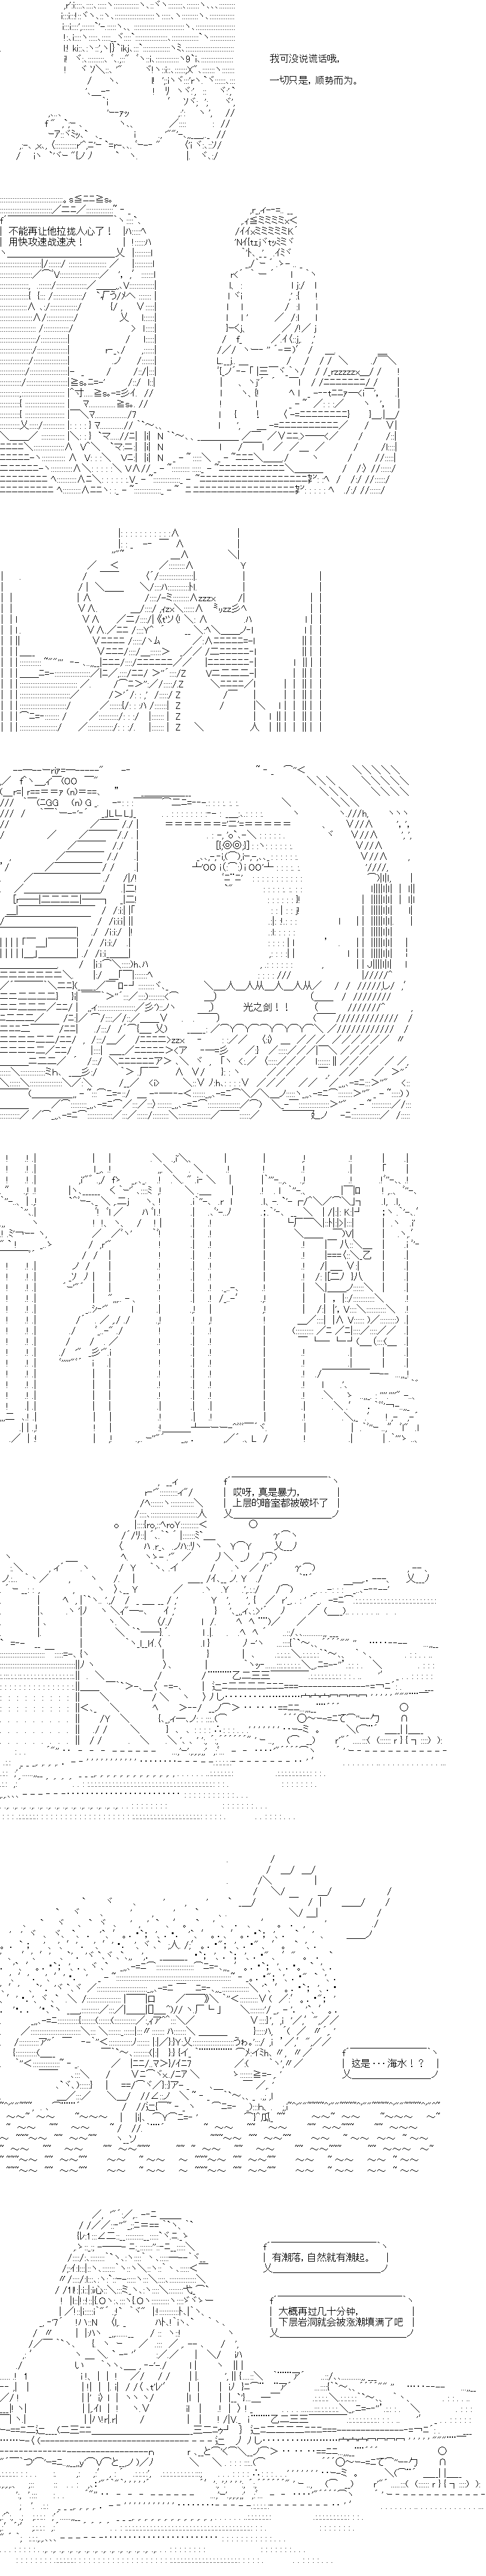 我可没说谎话哦，
一切只是，顺势而为。
不能再让他拉拢人心了！
用快攻速战速决！
光之剑！！
哎呀，真是暴力，
上层的暗室都被破坏了
这是・・・海水！？
有潮落，自然就有潮起。
大概再过几十分钟，
下层岩洞就会被涨潮填满了吧